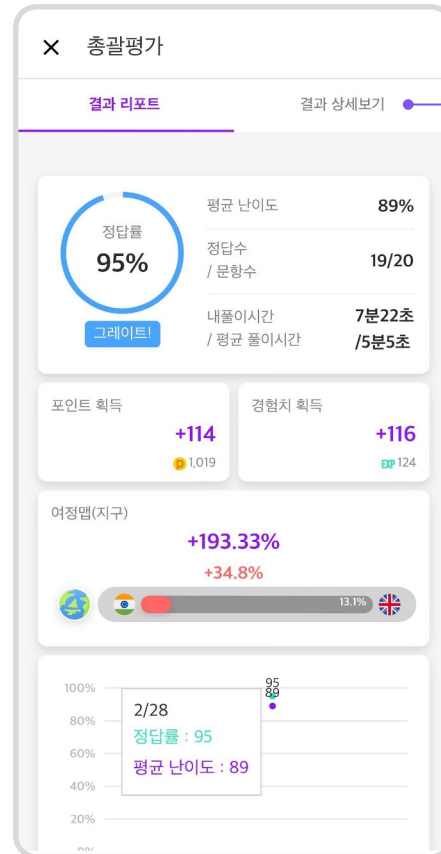 × 총괄평가
결과 리포트
결과 상세보기
정답률
95%
그레이트!
평균 난이도
89%
정답수
/ 문항수
19/20
내풀이시간
/ 평균 풀이시간
7분22초
/5분5초
포인트 획득
+114
P 1,019
경험치 획득
+116
EXP 124
여정맵(지구)
+193.33%
+34.8%
13.1%
100%
80%
60%
40%
20%
0%
95
89
2/28
정답률 : 95
평균 난이도 : 89